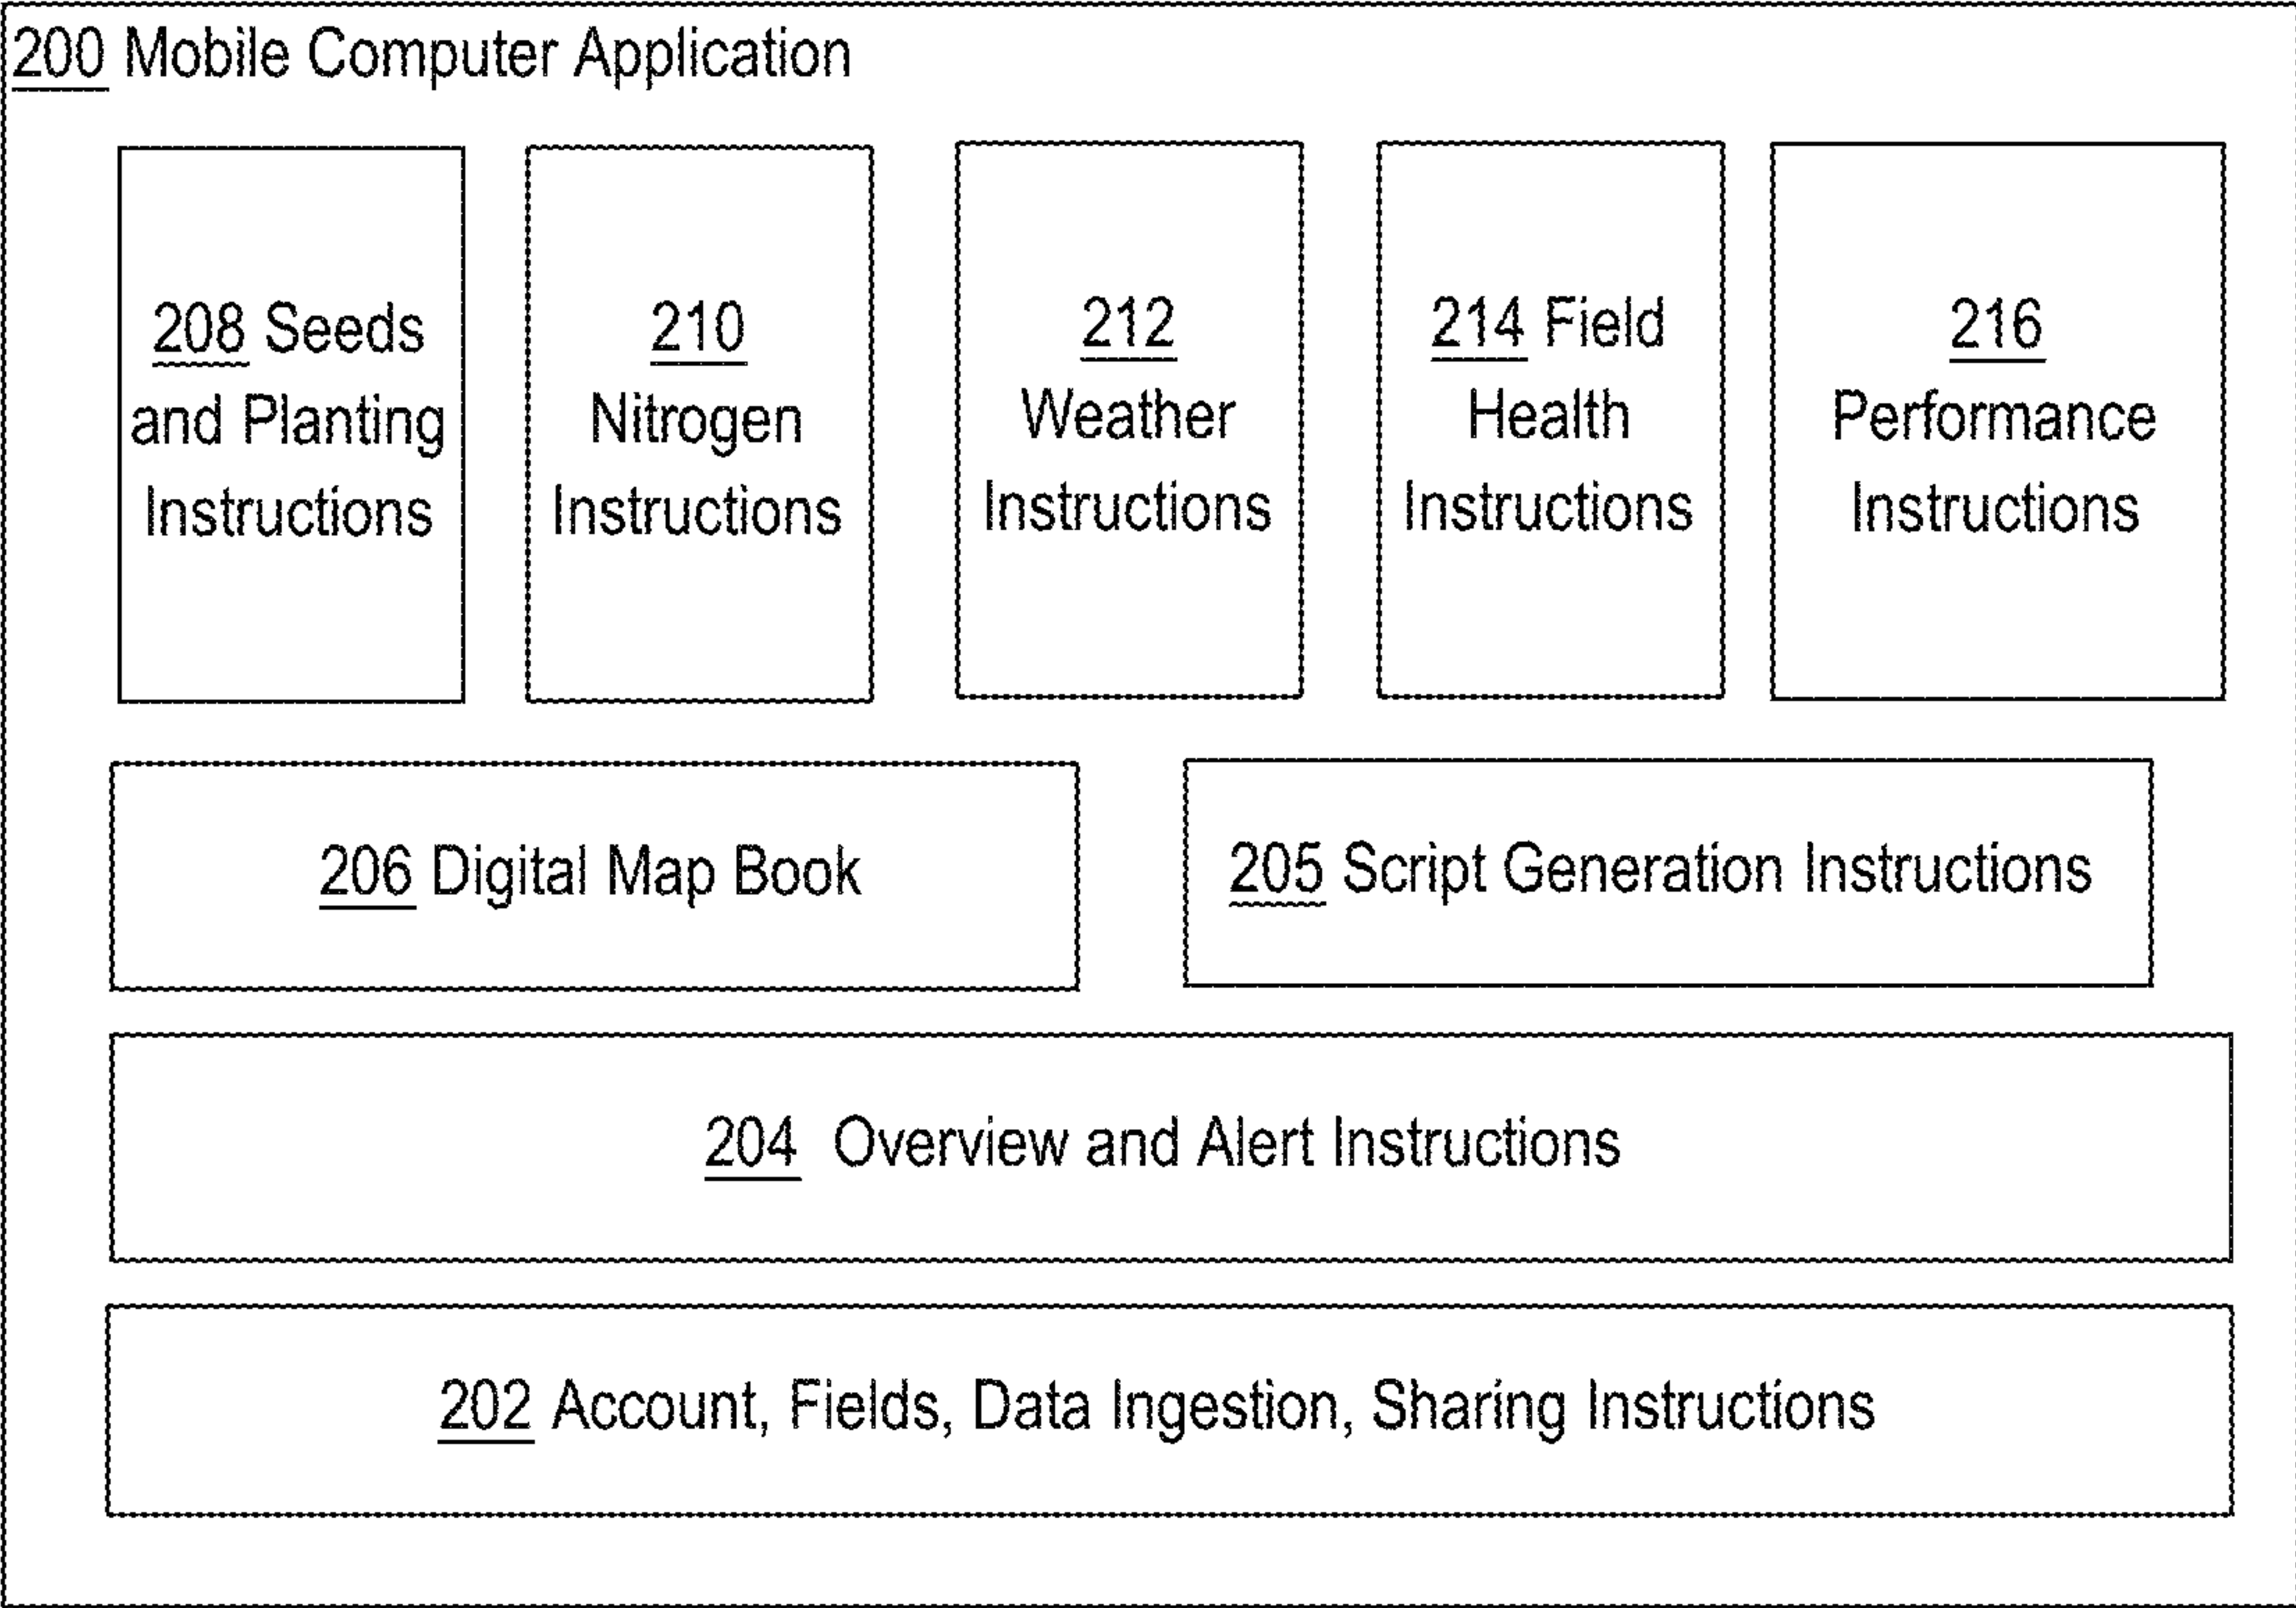 200 Mobile Computer Application
208 Seeds
and Planting
Instructions
210
Nitrogen
Instructions
212
Weather
Instructions
214 Field
Health
Instructions
216
Performance
Instructions
206 Digital Map Book
205 Script Generation Instructions
204 Overview and Alert Instructions
202 Account, Fields, Data Ingestion, Sharing Instructions